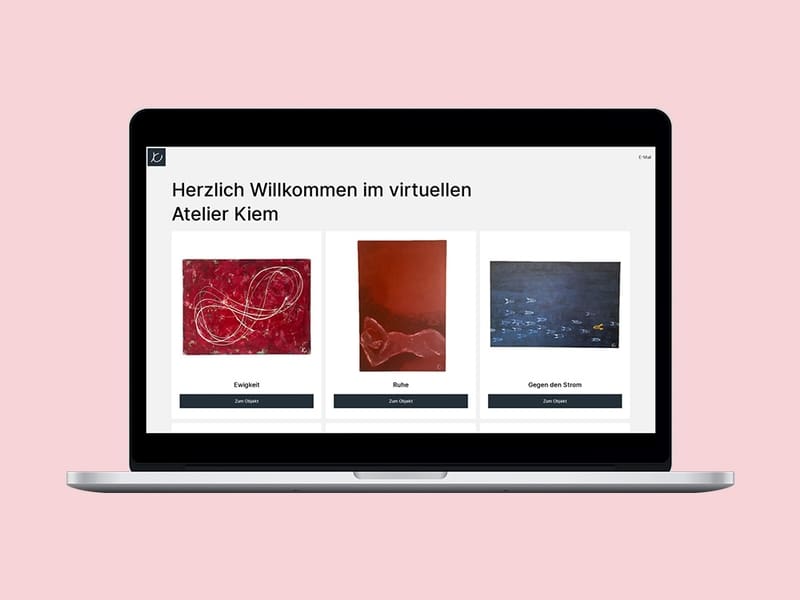 E-Mail
Herzlich Willkommen im virtuellen
Atelier Kiem
Ewigkeit
Ruhe
Gegen den Strom
Zum Objekt
Zum Objekt
Zum Objekt